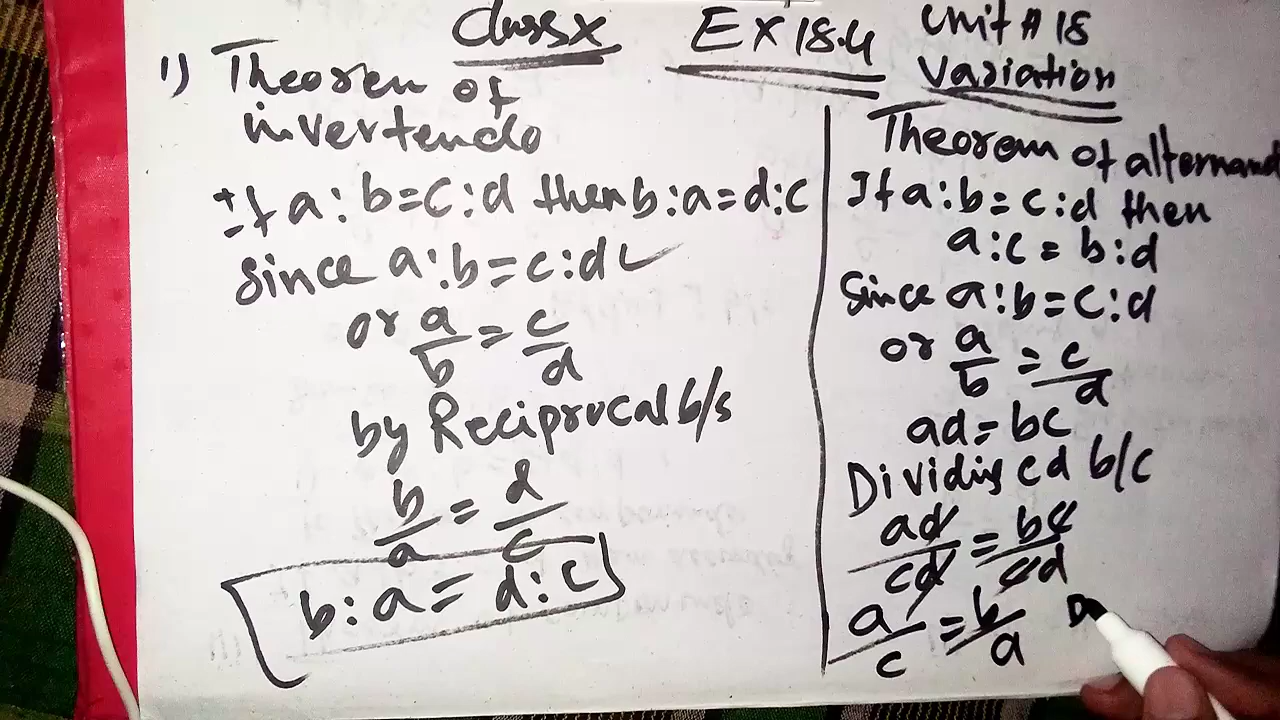 Class X Ex 18.4 Unit # 18
Variation
1) Theorem of
invertendo
If a : b = c : d then b : a = d : c
Since a : b = c : d ✓
or a/b = c/d
by Reciprocal b/s
b/a = d/c
b : a = d : c
Theorem of alternand
If a : b = c : d then
a : c = b : d
Since a : b = c : d
or a/b = c/d
ad = bc
Dividing cd b/c
ad/cd = bc/cd
a/c = b/d